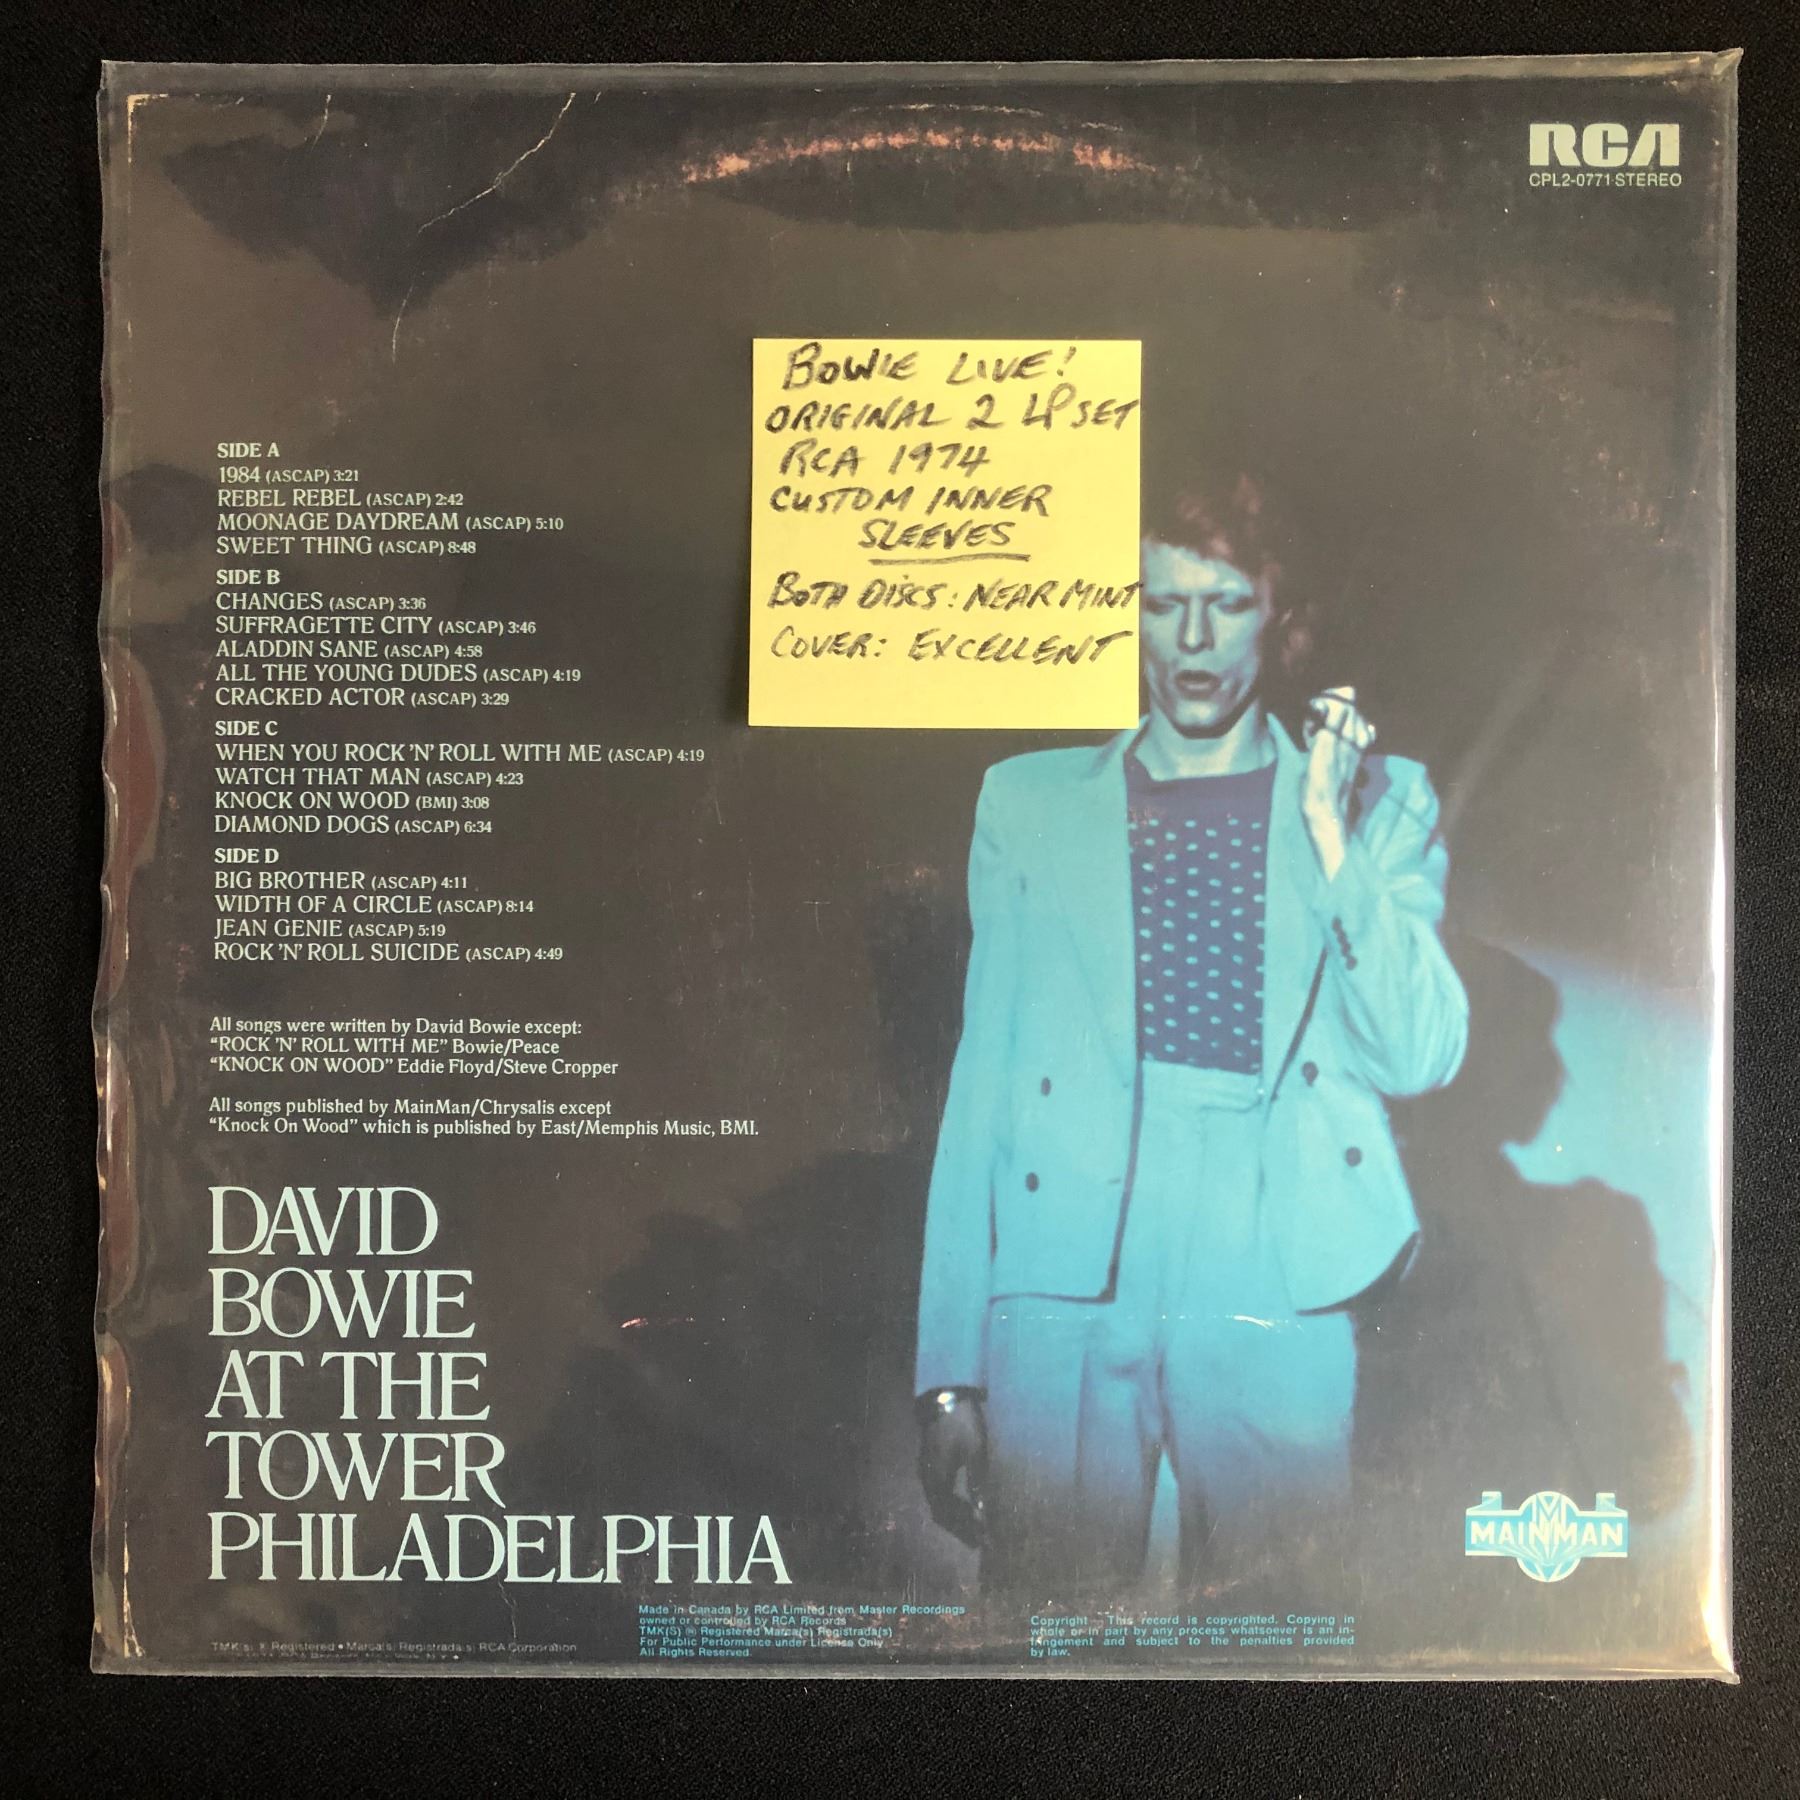 RCA
CPL2-0771 STEREO
BOWIE LIVE!
ORIGINAL 2 LP SET
RCA 1974
CUSTOM INNER
SLEEVES
BOTH DISCS: NEAR MINT
COVER: EXCELLENT
SIDE A
1984 (ASCAP) 3:21
REBEL REBEL (ASCAP) 2:42
MOONAGE DAYDREAM (ASCAP) 5:10
SWEET THING (ASCAP) 8:48
SIDE B
CHANGES (ASCAP) 3:36
SUFFRAGETTE CITY (ASCAP) 3:46
ALADDIN SANE (ASCAP) 4:58
ALL THE YOUNG DUDES (ASCAP) 4:19
CRACKED ACTOR (ASCAP) 3:29
SIDE C
WHEN YOU ROCK 'N' ROLL WITH ME (ASCAP) 4:19
WATCH THAT MAN (ASCAP) 4:23
KNOCK ON WOOD (BMI) 3:08
DIAMOND DOGS (ASCAP) 6:34
SIDE D
BIG BROTHER (ASCAP) 4:11
WIDTH OF A CIRCLE (ASCAP) 8:14
JEAN GENIE (ASCAP) 5:19
ROCK 'N' ROLL SUICIDE (ASCAP) 4:49
All songs were written by David Bowie except:
"ROCK 'N' ROLL WITH ME" Bowie/Peace
"KNOCK ON WOOD" Eddie Floyd/Steve Cropper
All songs published by MainMan/Chrysalis except
"Knock On Wood" which is published by East/Memphis Music, BMI.
DAVID
BOWIE
AT THE
TOWER
PHILADELPHIA
MAINMAN
TMK(s) ® Registered • Marca(s) Registrada(s) RCA Corporation
Made in Canada by RCA Limited from Master Recordings
owned or controlled by RCA Records
TMK(S) ® Registered Marca(s) Registrada(s)
For Public Performance under License Only
All Rights Reserved.
Copyright - This record is copyrighted. Copying in
whole or in part by any process whatsoever is an in-
fringement and subject to the penalties provided
by law.